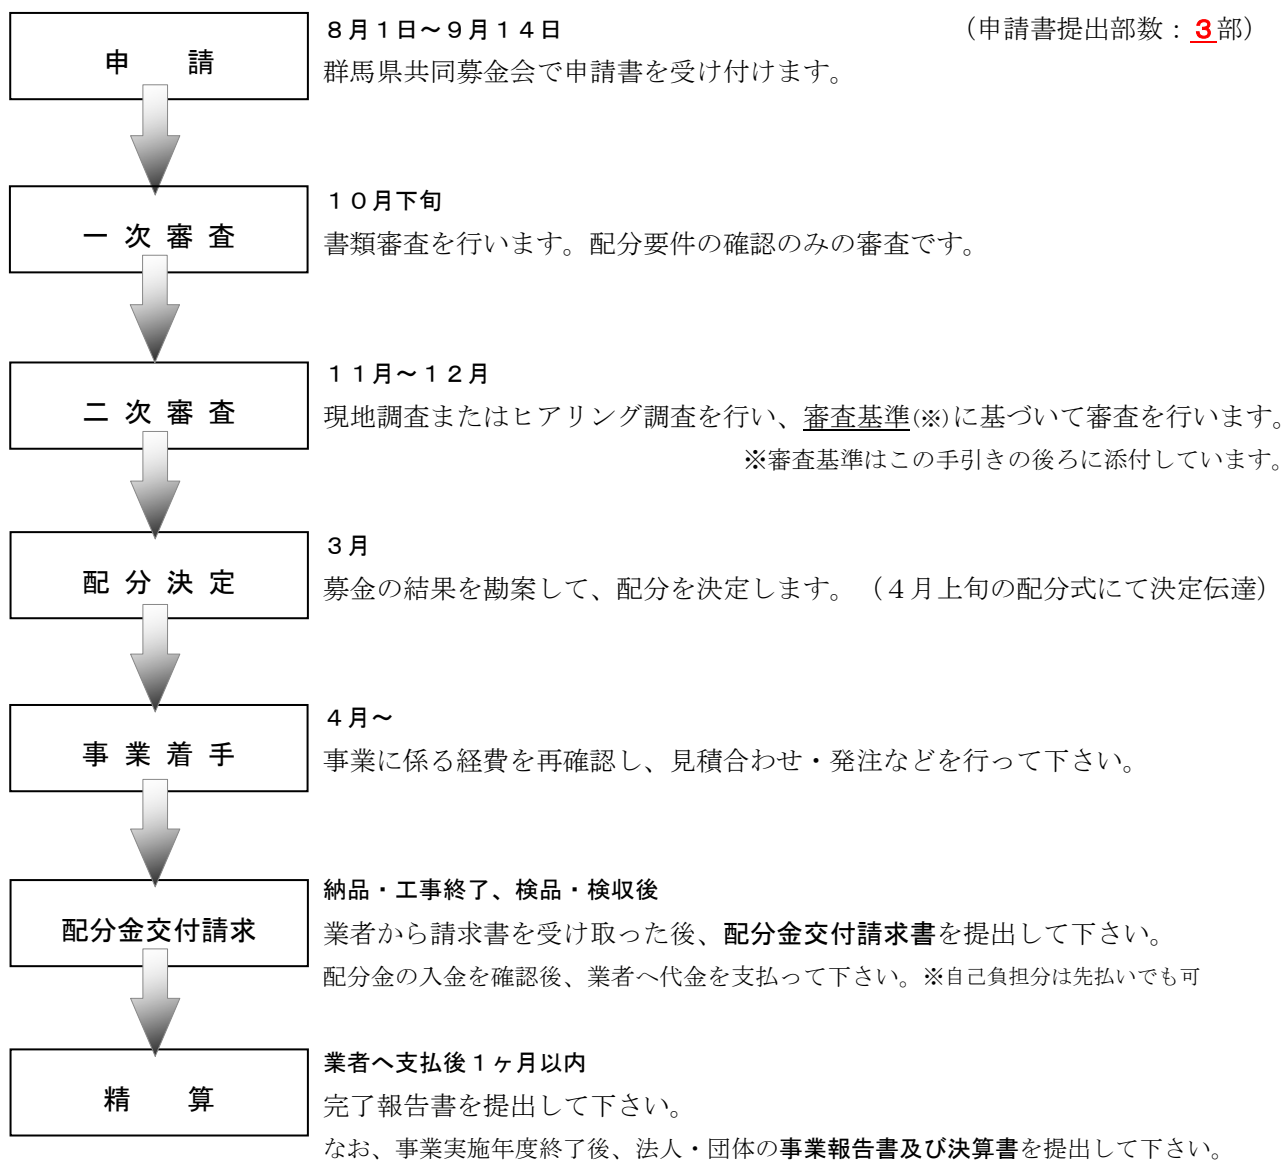 申　請
８月１日～９月１４日　（申請書提出部数：３部）
群馬県共同募金会で申請書を受け付けます。
一次審査
１０月下旬
書類審査を行います。配分要件の確認のみの審査です。
二次審査
１１月～１２月
現地調査またはヒアリング調査を行い、審査基準(※)に基づいて審査を行います。
※審査基準はこの手引きの後ろに添付しています。
配分決定
３月
募金の結果を勘案して、配分を決定します。（４月上旬の配分式にて決定伝達）
事業着手
４月～
事業に係る経費を再確認し、見積合わせ・発注などを行って下さい。
配分金交付請求
納品・工事終了、検品・検収後
業者から請求書を受け取った後、配分金交付請求書を提出して下さい。
配分金の入金を確認後、業者へ代金を支払って下さい。※自己負担分は先払いでも可
精　算
業者へ支払後１ヶ月以内
完了報告書を提出して下さい。
なお、事業実施年度終了後、法人・団体の事業報告書及び決算書を提出して下さい。